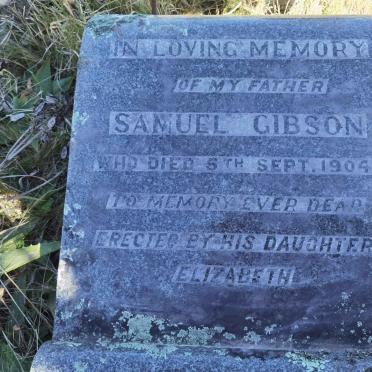 IN LOVING MEMORY
OF MY FATHER
SAMUEL GIBSON
WHO DIED 5TH SEPT. 1904
TO MEMORY EVER DEAR
ERECTED BY HIS DAUGHTER
ELIZABETH